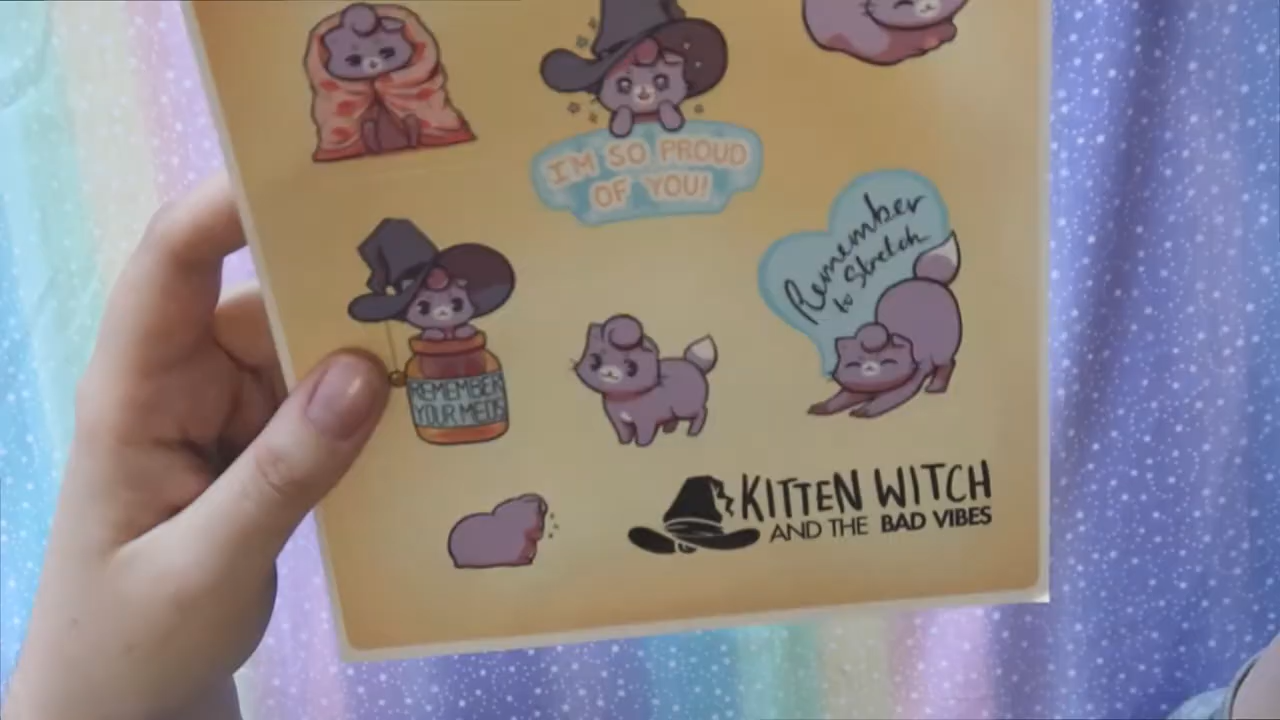 I'M SO PROUD
OF YOU!
Remember
to Stretch
REMEMBER
YOUR MEDS
KITTEN WITCH
AND THE BAD VIBES